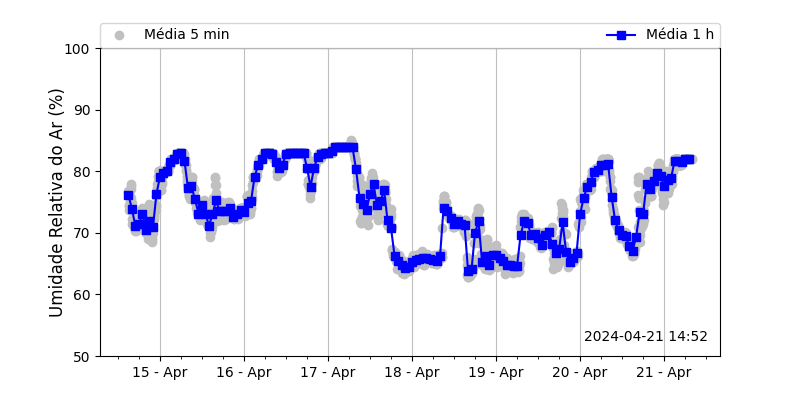 Média 5 min
Média 1 h
Umidade Relativa do Ar (%)
100
90
80
70
60
50
2024-04-21 14:52
15 - Apr
16 - Apr
17 - Apr
18 - Apr
19 - Apr
20 - Apr
21 - Apr